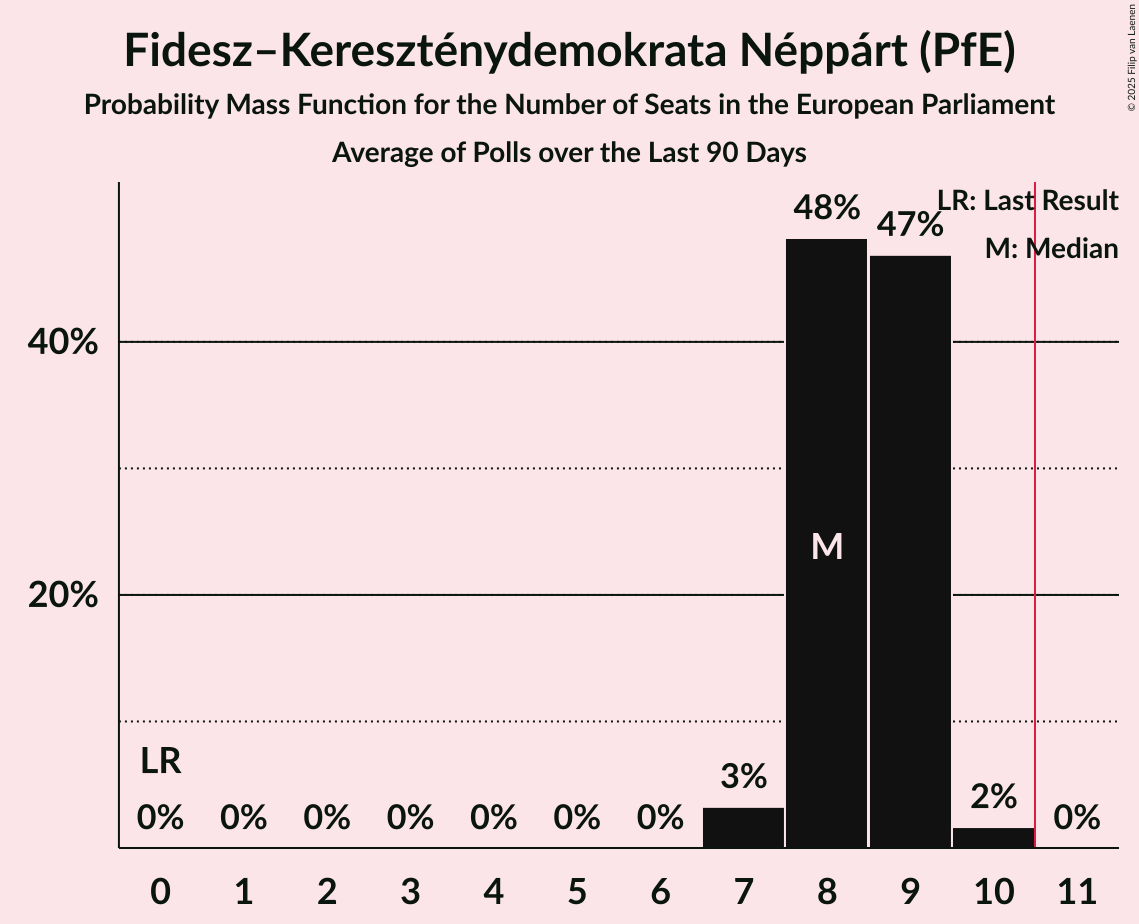 Fidesz–Kereszténydemokrata Néppárt (PfE)
Probability Mass Function for the Number of Seats in the European Parliament
Average of Polls over the Last 90 Days
© 2025 Filip van Laenen
LR: Last Result
M: Median
48%
47%
40%
M
20%
LR
3%
2%
0% 0% 0% 0% 0% 0% 0% 0%
0 1 2 3 4 5 6 7 8 9 10 11